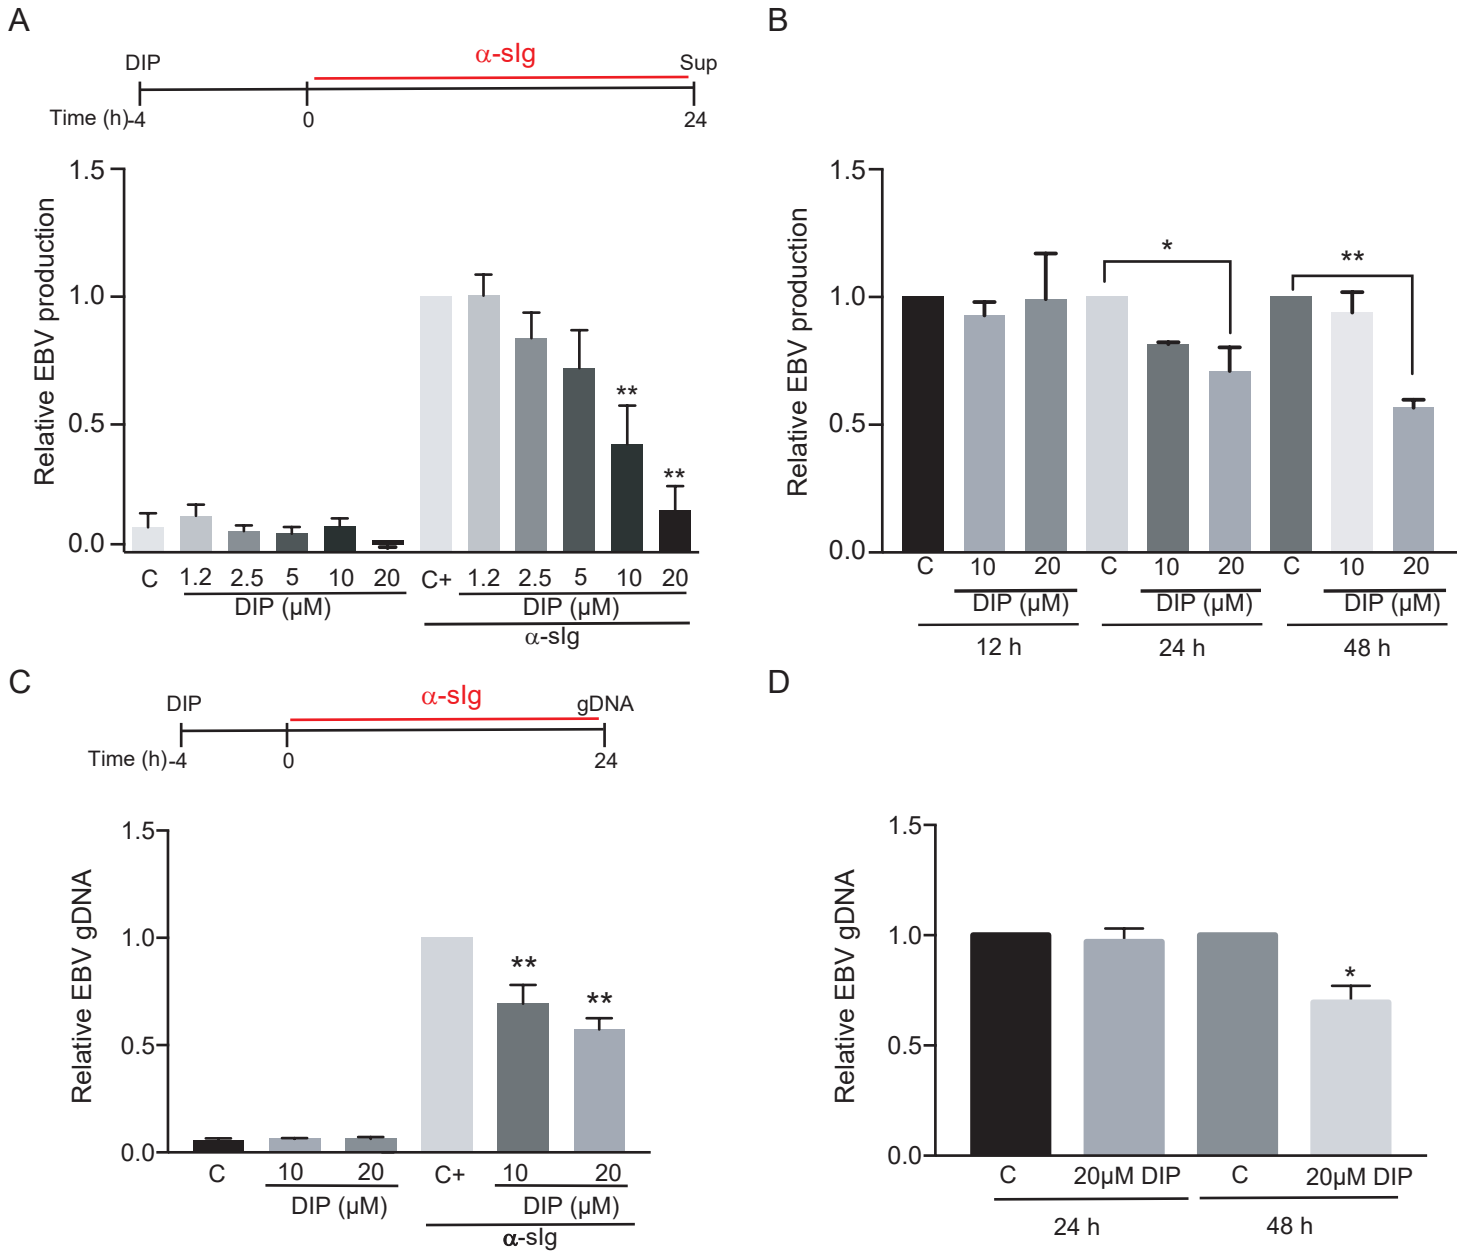 A
α-sIg
DIP
Sup
Time (h)
-4
0
24
Relative EBV production
1.5
1.0
0.5
0.0
**
**
C
1.2
2.5
5
10
20
C+
1.2
2.5
5
10
20
DIP (µM)
DIP (µM)
α-sIg
B
Relative EBV production
1.5
1.0
0.5
0.0
*
**
C
10
20
C
10
20
C
10
20
DIP (µM)
DIP (µM)
DIP (µM)
12 h
24 h
48 h
C
α-sIg
DIP
gDNA
Time (h)
-4
0
24
Relative EBV gDNA
1.5
1.0
0.5
0.0
**
**
C
10
20
C+
10
20
DIP (µM)
DIP (µM)
α-sIg
D
Relative EBV gDNA
1.5
1.0
0.5
0.0
*
C
20µM DIP
C
20µM DIP
24 h
48 h